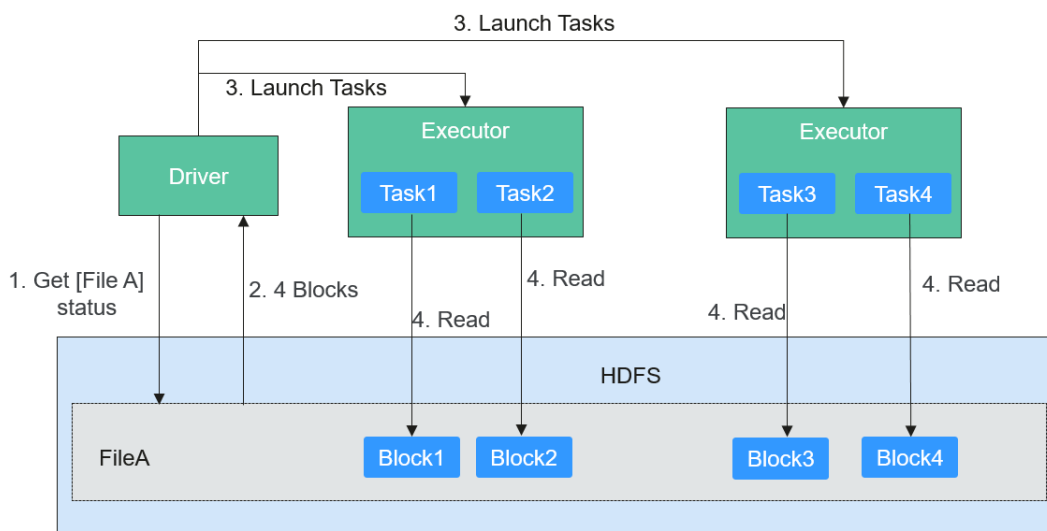 3. Launch Tasks
3. Launch Tasks
Executor
Executor
Driver
Task1
Task2
Task3
Task4
1. Get [File A]
status
2. 4 Blocks
4. Read
4. Read
4. Read
4. Read
HDFS
FileA
Block1
Block2
Block3
Block4